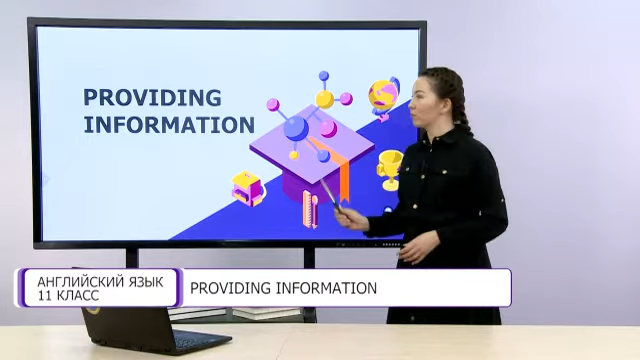 PROVIDING
INFORMATION
АНГЛИЙСКИЙ ЯЗЫК
11 КЛАСС
PROVIDING INFORMATION